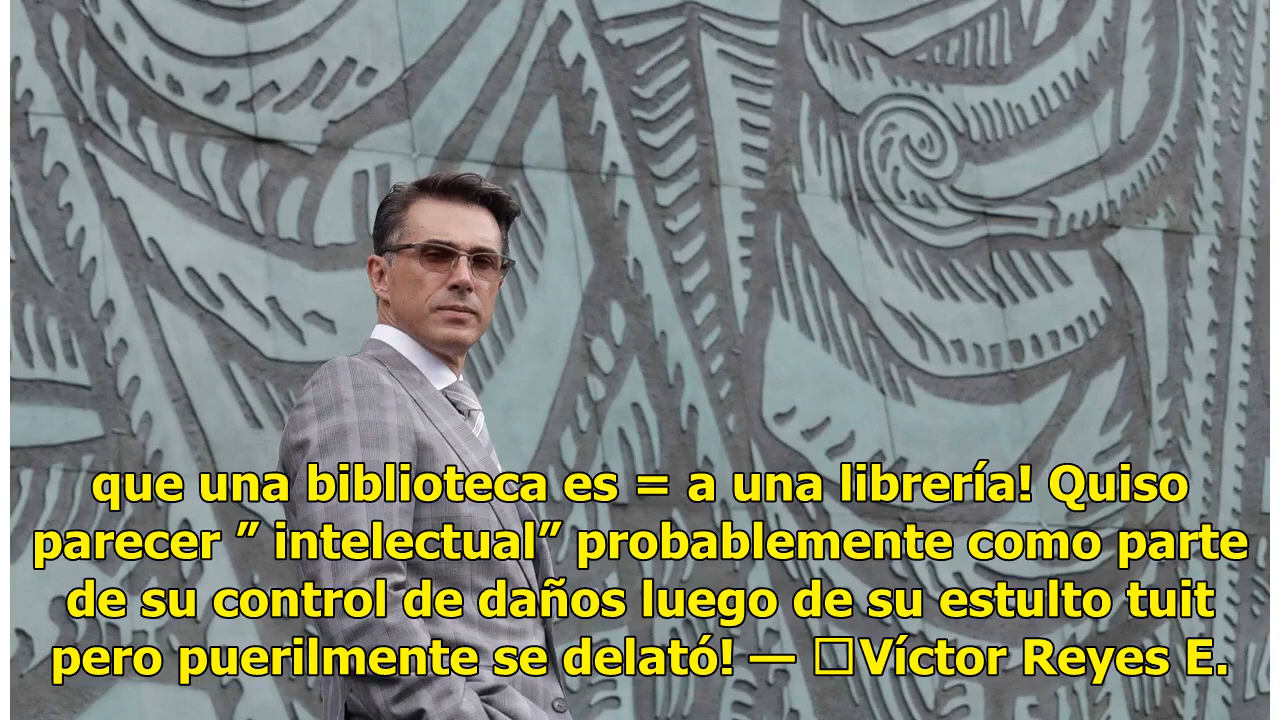 que una biblioteca es = a una librería! Quiso
parecer ” intelectual” probablemente como parte
de su control de daños luego de su estulto tuit
pero puerilmente se delató! — □Víctor Reyes E.